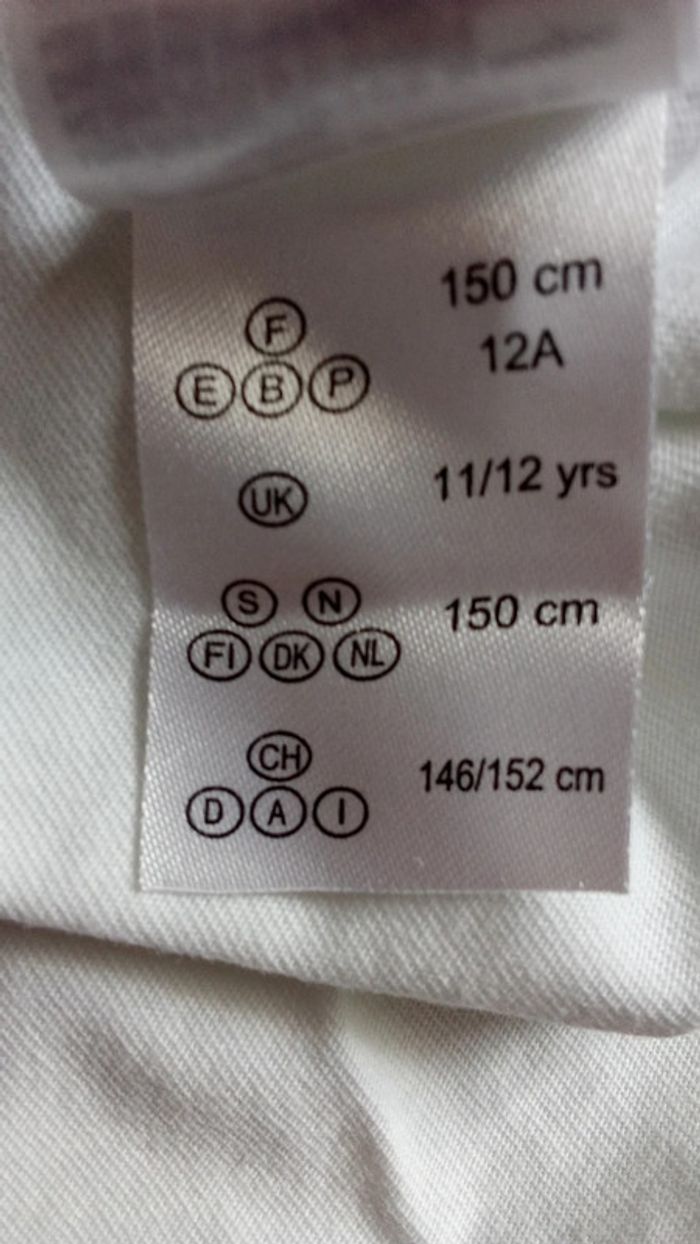 150 cm
F 12A
E B P
UK 11/12 yrs
S N 150 cm
FI DK NL
CH 146/152 cm
D A I